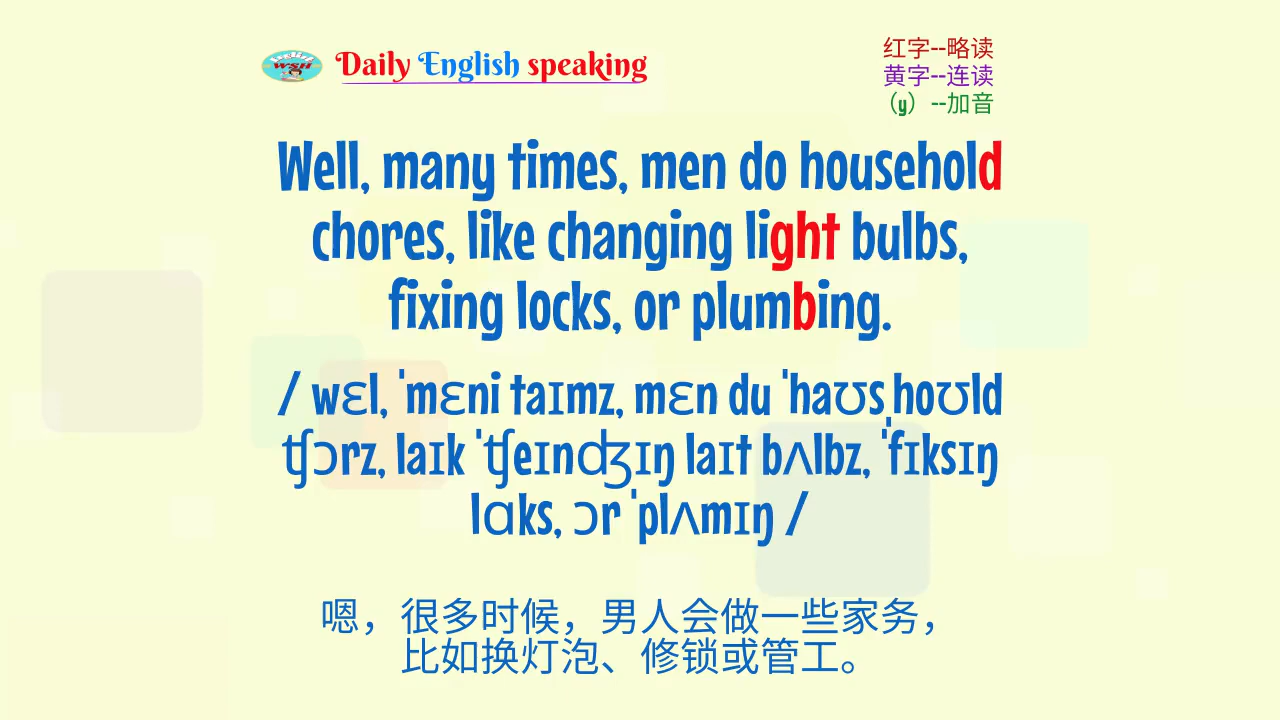 WSH
Daily English speaking
红字--略读
黄字--连读
（y）--加音
Well, many times, men do household
chores, like changing light bulbs,
fixing locks, or plumbing.
/ wɛl, ˈmɛni taɪmz, mɛn du ˈhaʊsˌhoʊld
ʧɔrz, laɪk ˈʧeɪnʤɪŋ laɪt bʌlbz, ˈfɪksɪŋ
lɑks, ɔr ˈplʌmɪŋ /
嗯，很多时候，男人会做一些家务，
比如换灯泡、修锁或管工。